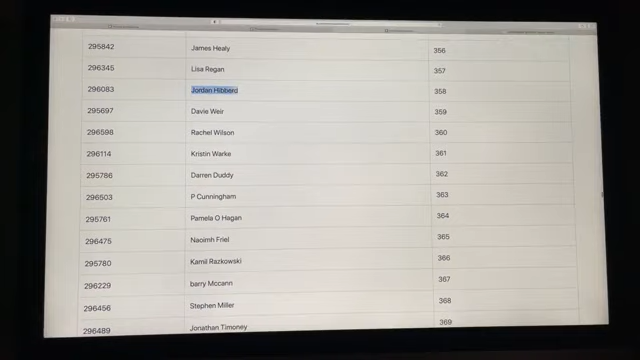 295842 James Healy 356
296345 Lisa Regan 357
296083 Jordan Hibberd 358
295697 Davie Weir 359
296598 Rachel Wilson 360
296114 Kristin Warke 361
295786 Darren Duddy 362
296503 P Cunningham 363
295761 Pamela O Hagan 364
296475 Naoimh Friel 365
295780 Kamil Razkowski 366
296229 barry Mccann 367
296456 Stephen Miller 368
296489 Jonathan Timoney 369